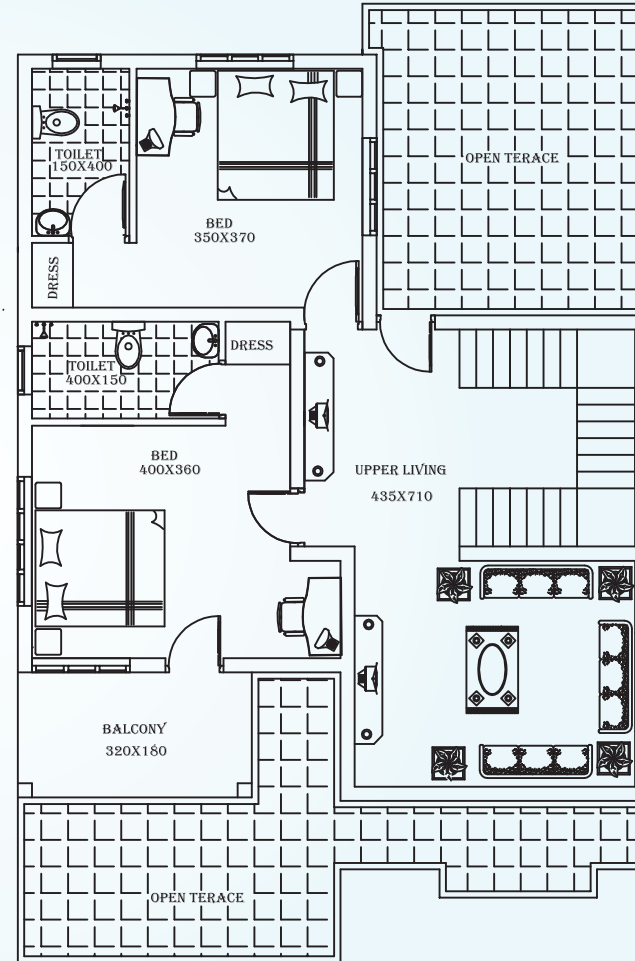 OPEN TERACE
TOILET
150X400
BED
350X370
DRESS
DRESS
TOILET
400X150
BED
400X360
UPPER LIVING
435X710
BALCONY
320X180
OPEN TERACE